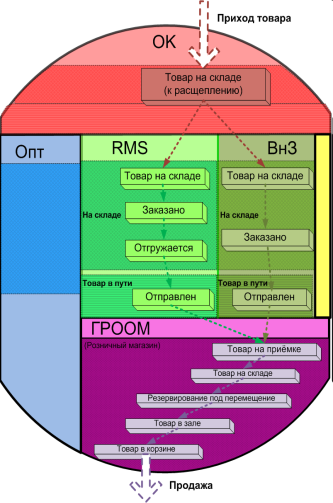 Приход товара
ОК
Товар на складе
(к расщеплению)
Опт
RMS
ВнЗ
Товар на складе
Товар на складе
Заказано
На складе
На складе
Заказано
Отгружается
Товар в пути
Товар в пути
Отправлен
Отправлен
ГРООМ
(Розничный магазин)
Товар на приёмке
Товар на складе
Резервирование под перемещение
Товар в зале
Товар в корзине
Продажа